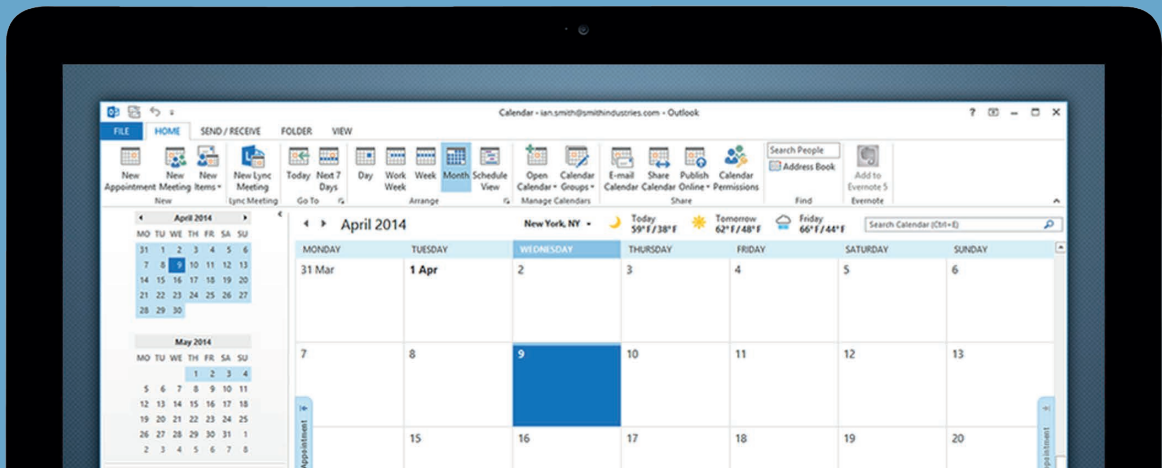 Calendar - ian.smith@smithindustries.com - Outlook
FILE HOME SEND / RECEIVE FOLDER VIEW
New Appointment
New Meeting
New Items
New Lync Meeting
Today
Next 7 Days
Day
Work Week
Week
Month
Schedule View
Open Calendar
Calendar Groups
E-mail Calendar
Share Calendar
Publish Online
Calendar Permissions
Search People
Address Book
Add to Evernote 5
New
Lync Meeting
Go To
Arrange
Manage Calendars
Share
Find
Evernote
April 2014
MO TU WE TH FR SA SU
31 1 2 3 4 5 6
7 8 9 10 11 12 13
14 15 16 17 18 19 20
21 22 23 24 25 26 27
28 29 30
May 2014
MO TU WE TH FR SA SU
1 2 3 4
5 6 7 8 9 10 11
12 13 14 15 16 17 18
19 20 21 22 23 24 25
26 27 28 29 30 31 1
2 3 4 5 6 7 8
April 2014
New York, NY
Today
59°F/38°F
Tomorrow
62°F/48°F
Friday
66°F/44°F
Search Calendar (Ctrl+E)
MONDAY TUESDAY WEDNESDAY THURSDAY FRIDAY SATURDAY SUNDAY
31 Mar 1 Apr 2 3 4 5 6
7 8 9 10 11 12 13
15 16 17 18 19 20
Appointment